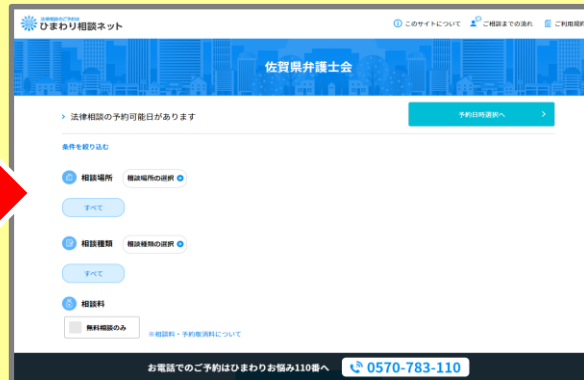 法律相談のご予約は
ひまわり相談ネット
このサイトについて ご相談までの流れ ご利用規約
佐賀県弁護士会
法律相談の予約可能日があります
予約日時選択へ
条件を絞り込む
相談場所 相談場所の選択
すべて
相談種類 相談種類の選択
すべて
相談料
無料相談のみ ※相談料・予約取消料について
お電話でのご予約はひまわりお悩み110番へ 0570-783-110